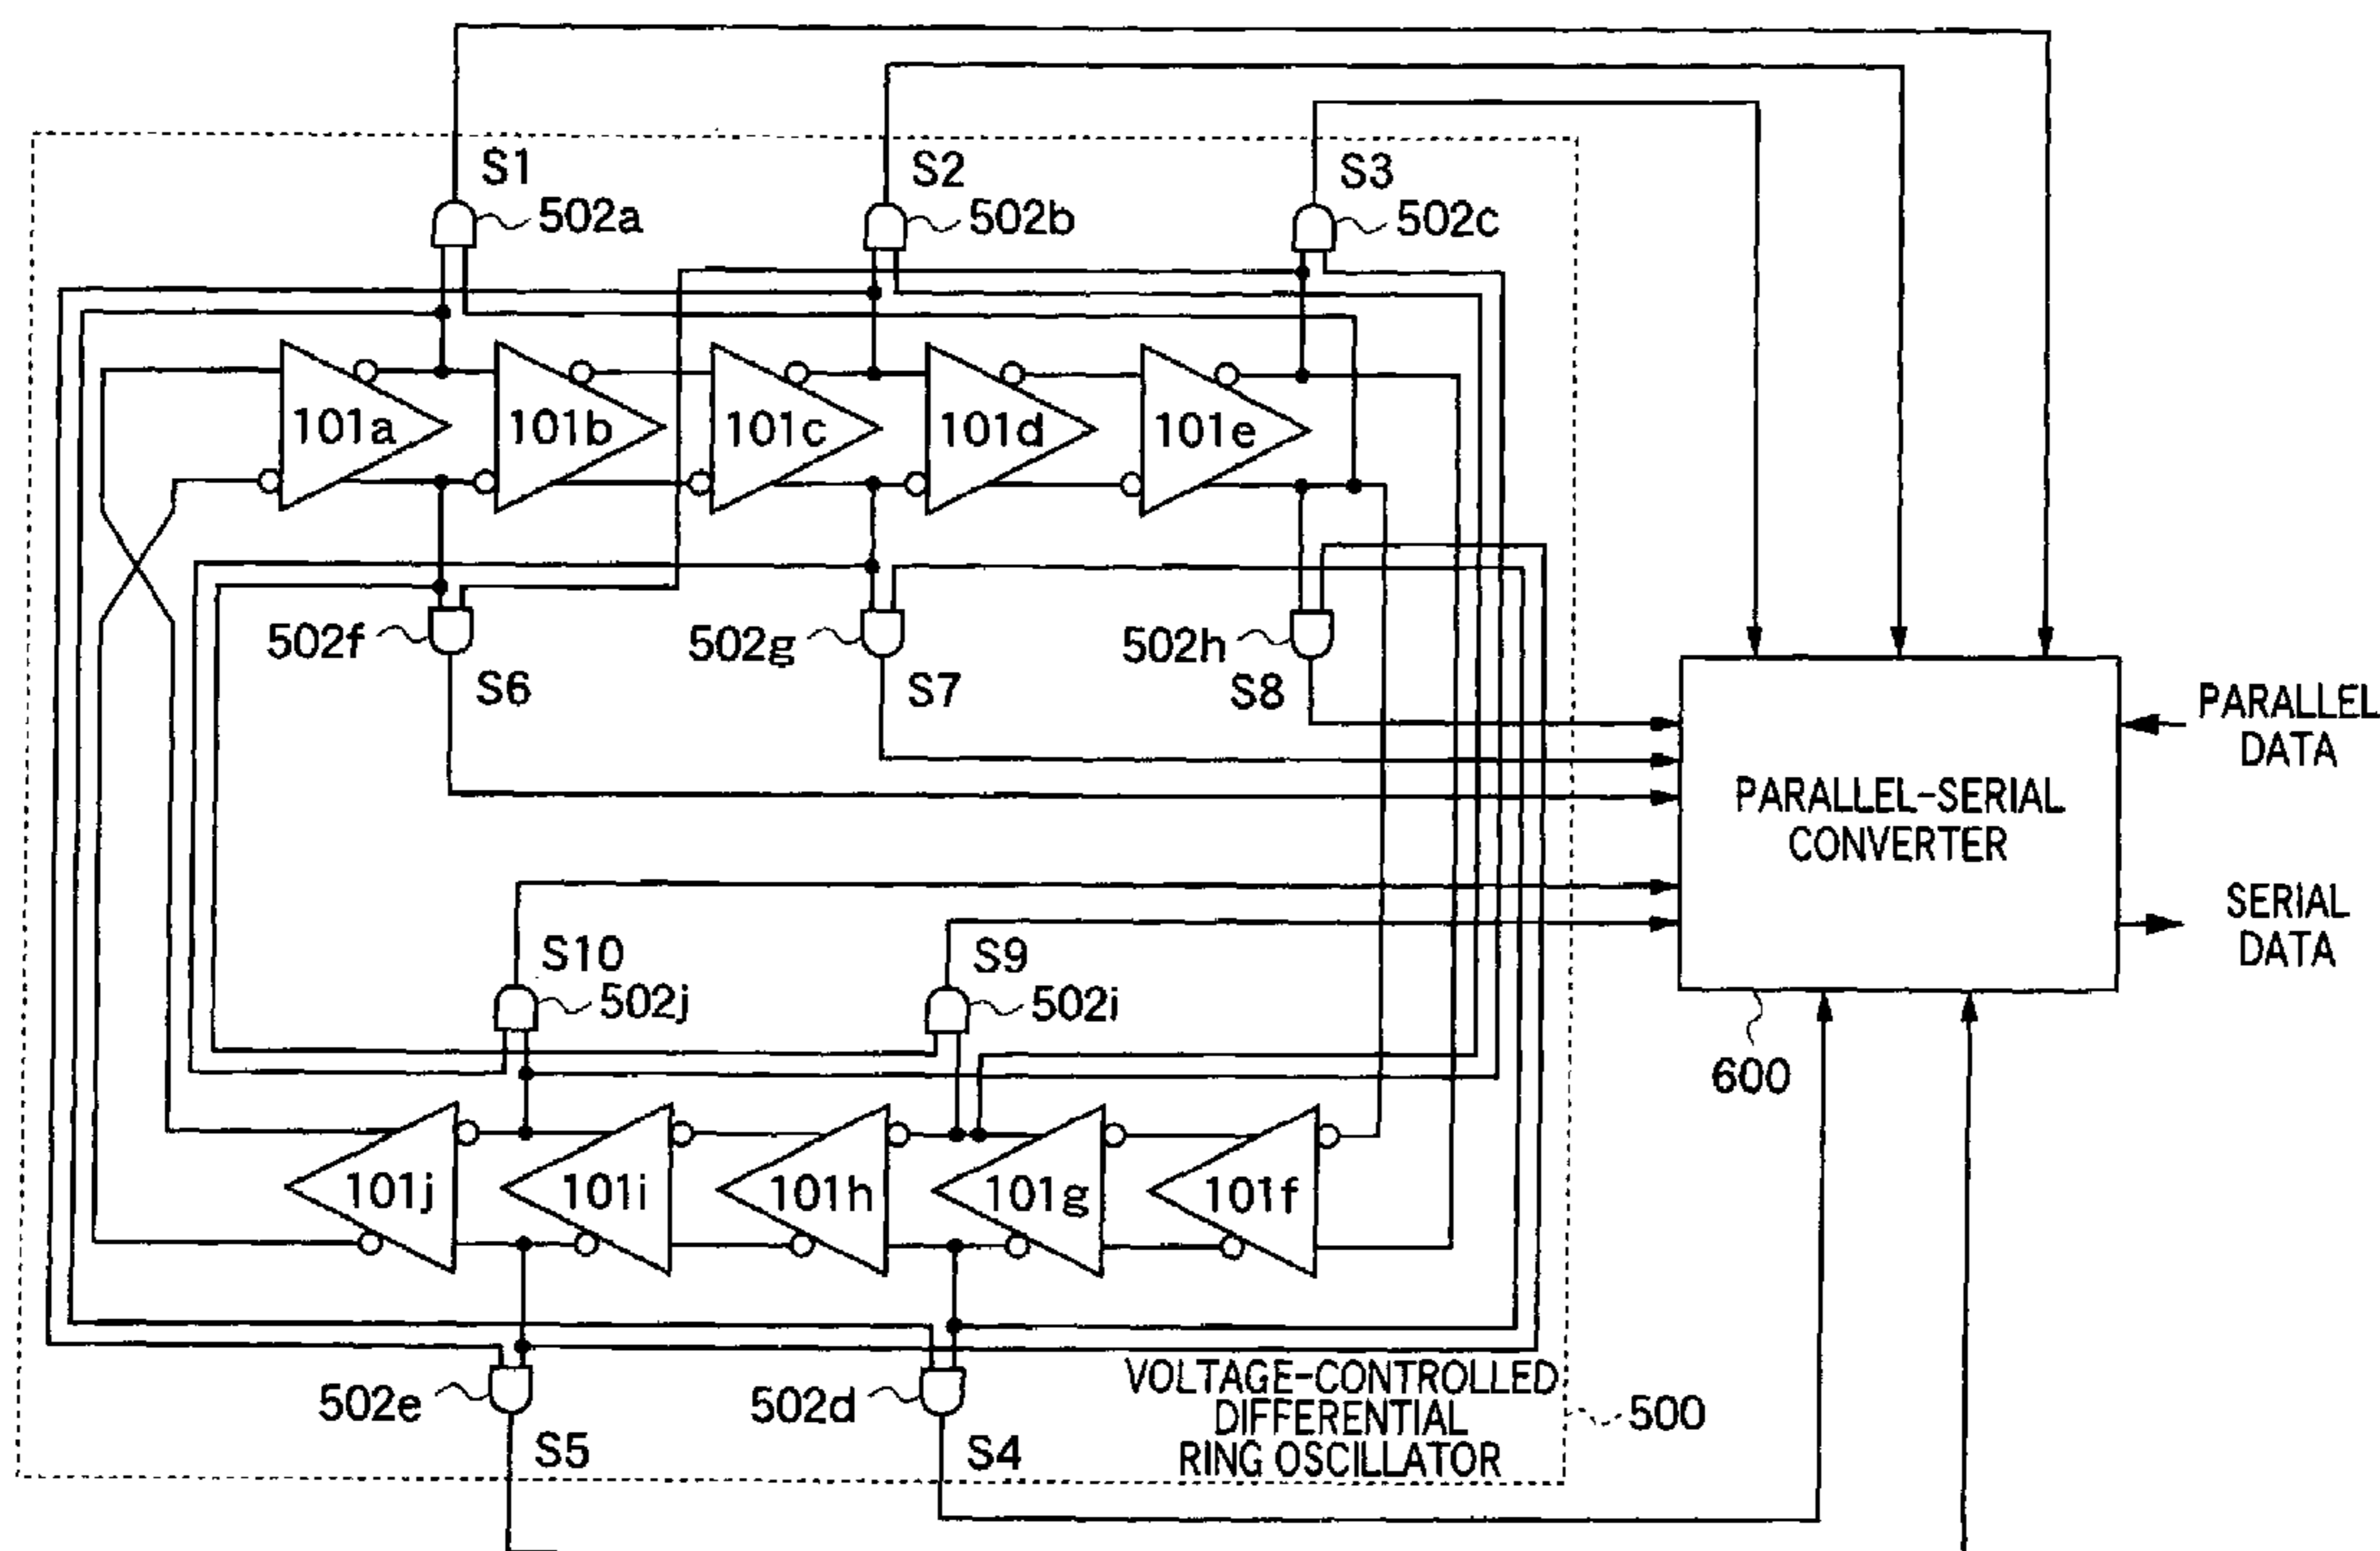 S1
S2
S3
502a
502b
502c
101a
101b
101c
101d
101e
502f
502g
502h
S6
S7
S8
PARALLEL
DATA
PARALLEL-SERIAL
CONVERTER
SERIAL
DATA
S10
S9
502j
502i
600
101j
101i
101h
101g
101f
502e
502d
VOLTAGE-CONTROLLED
DIFFERENTIAL
RING OSCILLATOR
500
S5
S4